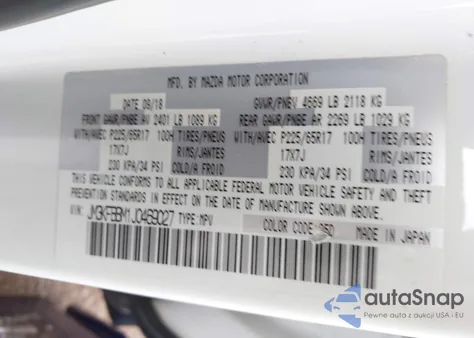 MFD. BY MAZDA MOTOR CORPORATION
DATE 08/18 GVWR/PNBV 4669 LB 2118 KG
FRONT GAWR/PNBE AV 2401 LB 1089 KG REAR GAWR/PNBE AR 2269 LB 1029 KG
WITH/AVEC P225/65R17 100H TIRES/PNEUS WITH/AVEC P225/65R17 100H TIRES/PNEUS
17X7J RIMS/JANTES 17X7J RIMS/JANTES
230 KPA/34 PSI COLD/A FROID 230 KPA/34 PSI COLD/A FROID
THIS VEHICLE CONFORMS TO ALL APPLICABLE FEDERAL MOTOR VEHICLE SAFETY AND THEFT
PREVENTION STANDARDS IN EFFECT ON THE DATE OF MANUFACTURE SHOWN ABOVE.
VIN: TYPE:MPV COLOR CODE: 25D MADE IN JAPAN
autaSnap
Pewne auta z aukcji USA i EU